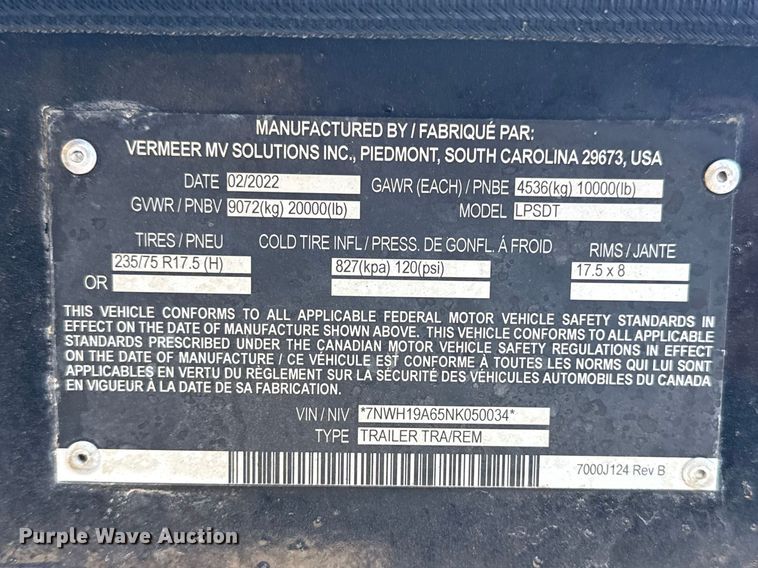 MANUFACTURED BY / FABRIQUÉ PAR:
VERMEER MV SOLUTIONS INC., PIEDMONT, SOUTH CAROLINA 29673, USA
DATE 02/2022 GAWR (EACH) / PNBE 4536(kg) 10000(lb)
GVWR / PNBV 9072(kg) 20000(lb) MODEL LPSDT
TIRES / PNEU COLD TIRE INFL / PRESS. DE GONFL. Á FROID RIMS / JANTE
235/75 R17.5 (H) 827(kpa) 120(psi) 17.5 x 8
OR
THIS VEHICLE CONFORMS TO ALL APPLICABLE FEDERAL MOTOR VEHICLE SAFETY STANDARDS IN
EFFECT ON THE DATE OF MANUFACTURE SHOWN ABOVE. THIS VEHICLE CONFORMS TO ALL APPLICABLE
STANDARDS PRESCRIBED UNDER THE CANADIAN MOTOR VEHICLE SAFETY REGULATIONS IN EFFECT
ON THE DATE OF MANUFACTURE / CE VÉHICULE EST CONFORME À TOUTES LES NORMS QUI LUI SONT
APPLICABLES EN VERTU DU RÈGLEMENT SUR LA SÉCURITÉ DES VÉHICULES AUTOMOBILES DU CANADA
EN VIGUEUR À LA DATE DE SA FABRICATION.
VIN / NIV *7NWH19A65NK050034*
TYPE TRAILER TRA/REM
7000J124 Rev B
Purple Wave Auction